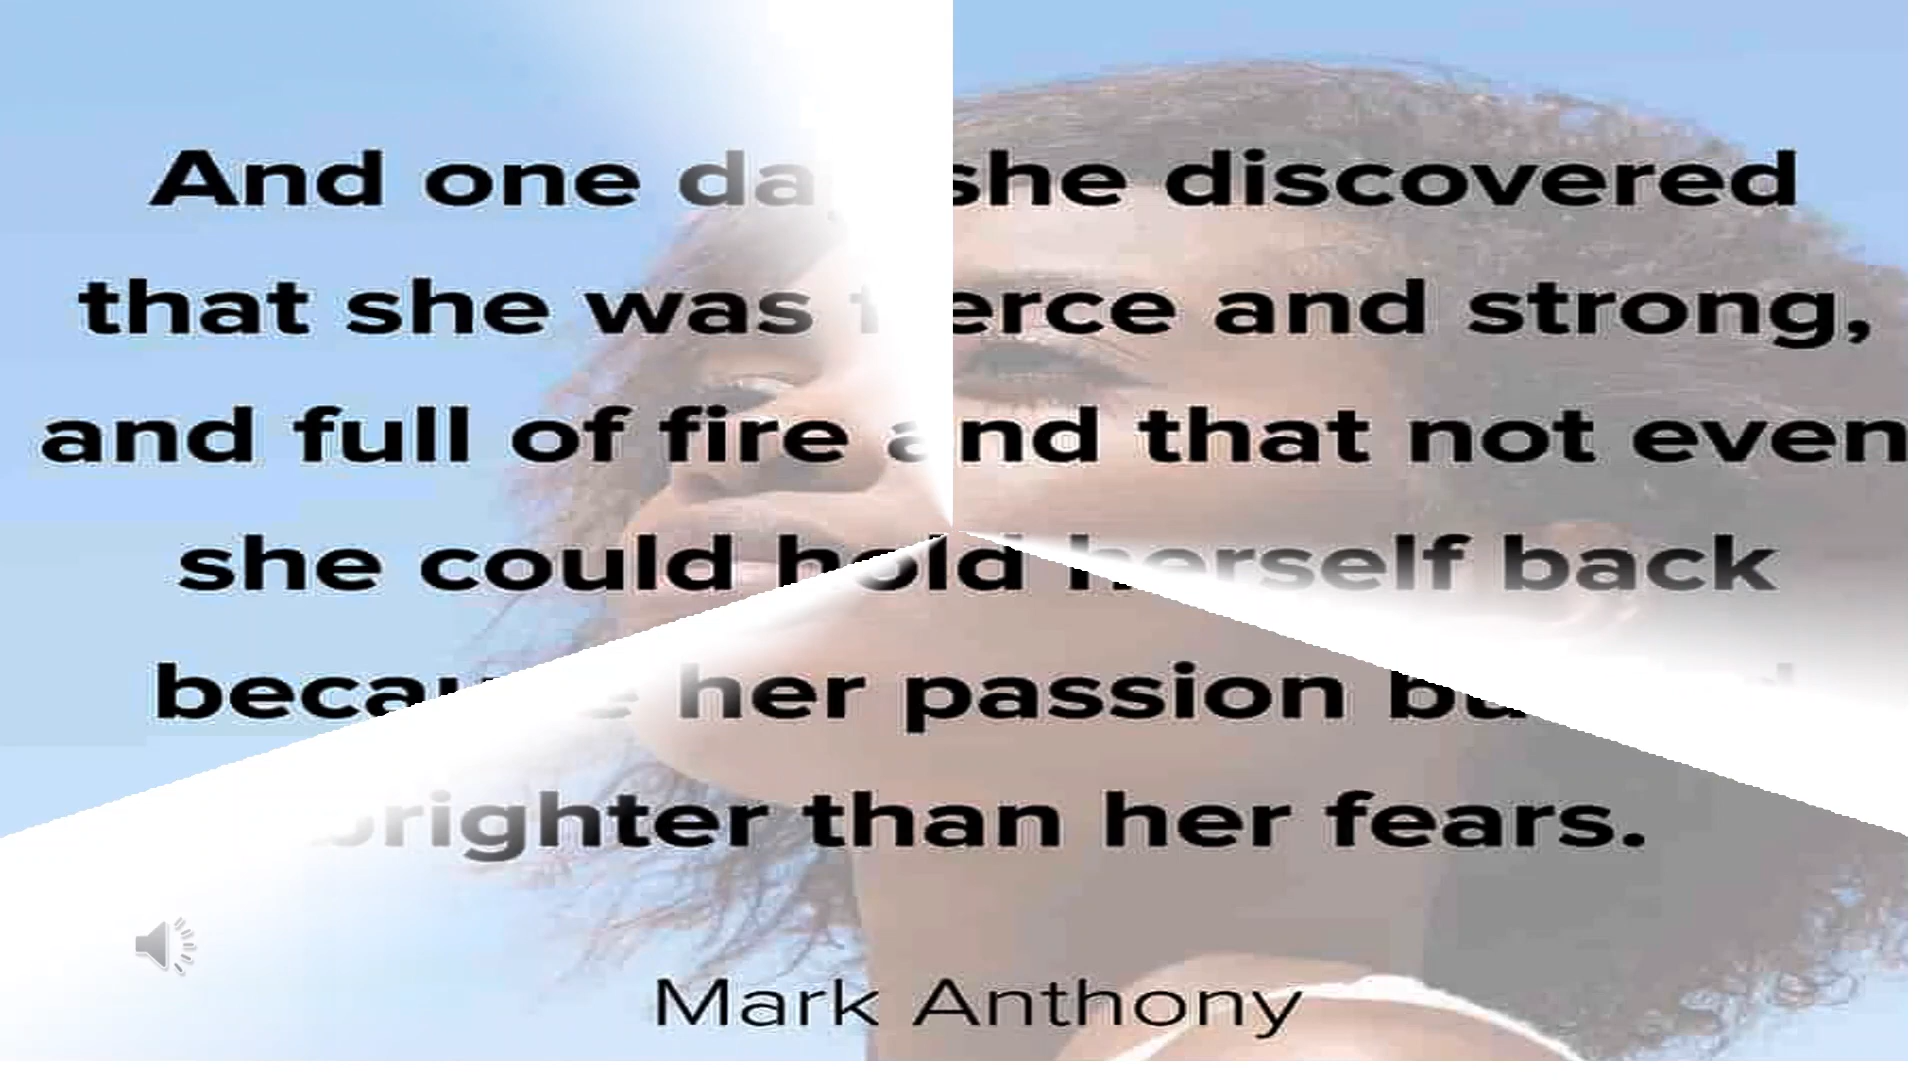 And one day she discovered
that she was fierce and strong,
and full of fire and that not even
she could hold herself back
because her passion
brighter than her fears.
Mark Anthony